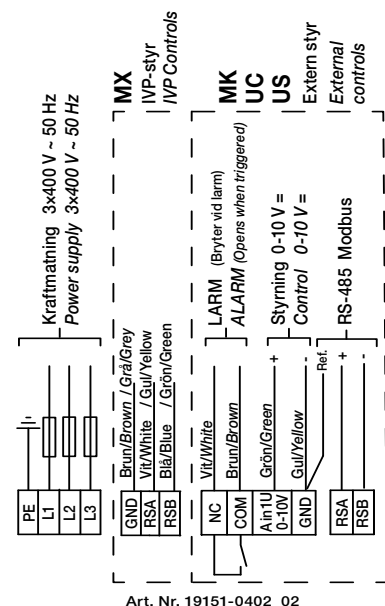 Kraftmatning 3x400 V ~ 50 Hz
Power supply 3x400 V ~ 50 Hz
PE
L1
L2
L3
MX
IVP-styr
IVP Controls
Brun/Brown / Grå/Grey
Vit/White / Gul/Yellow
Blå/Blue / Grön/Green
GND
RSA
RSB
MK
UC
US
Extern styr
External
controls
LARM (Bryter vid larm)
ALARM (Opens when triggered)
Styrning 0-10 V =
Control 0-10 V =
RS-485 Modbus
Vit/White
Brun/Brown
Grön/Green +
Gul/Yellow -
Ref.
+
-
NC
COM
Ain1U
0-10V
GND
RSA
RSB
Art. Nr. 19151-0402 02